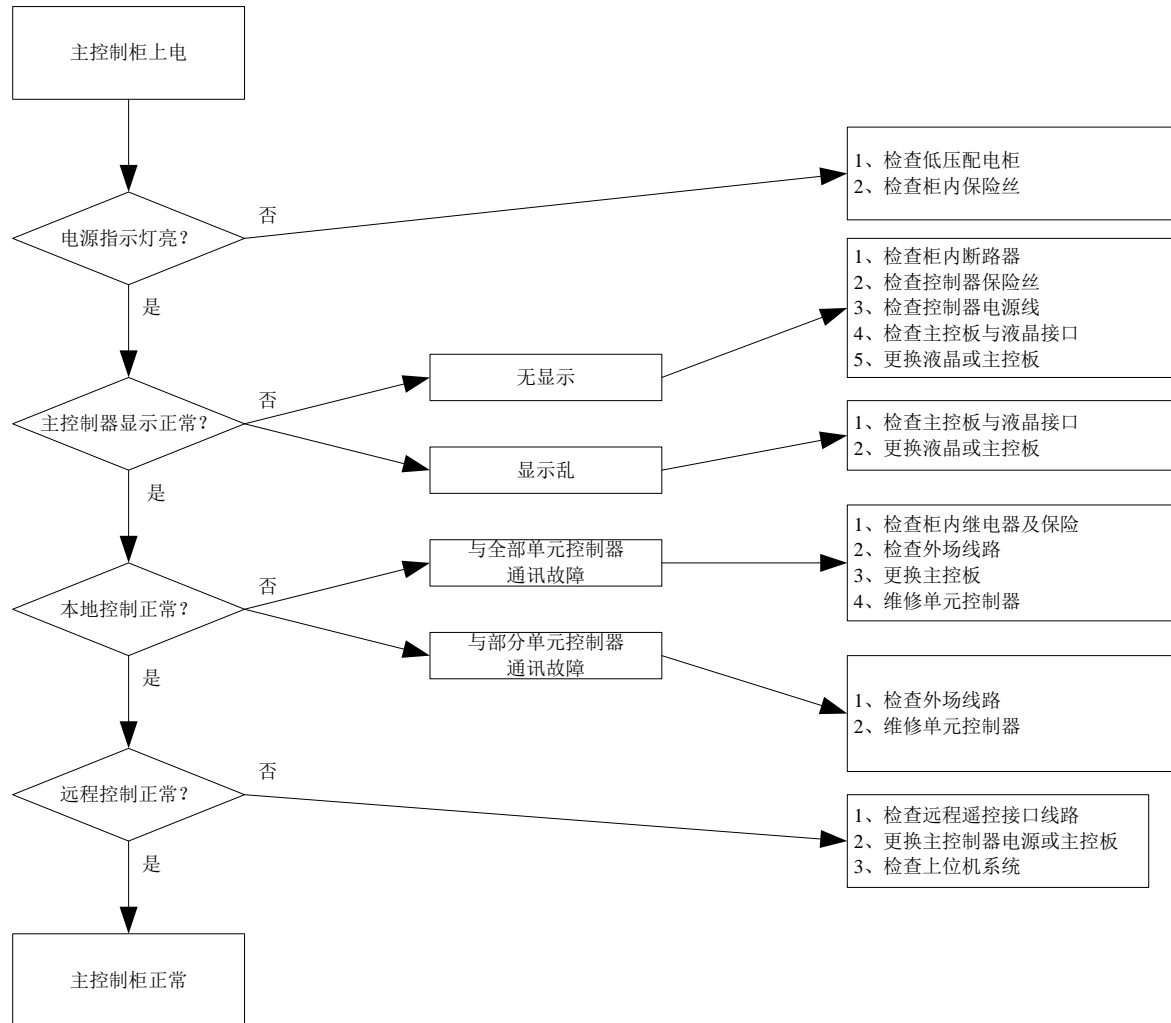 主控制柜上电
1、检查低压配电柜
2、检查柜内保险丝
否
电源指示灯亮？
是
1、检查柜内断路器
2、检查控制器保险丝
3、检查控制器电源线
4、检查主控板与液晶接口
5、更换液晶或主控板
无显示
否
主控制器显示正常？
显示乱
1、检查主控板与液晶接口
2、更换液晶或主控板
是
与全部单元控制器
通讯故障
1、检查柜内继电器及保险
2、检查外场线路
3、更换主控板
4、维修单元控制器
否
本地控制正常？
与部分单元控制器
通讯故障
是
1、检查外场线路
2、维修单元控制器
否
远程控制正常？
1、检查远程遥控接口线路
2、更换主控制器电源或主控板
3、检查上位机系统
是
主控制柜正常